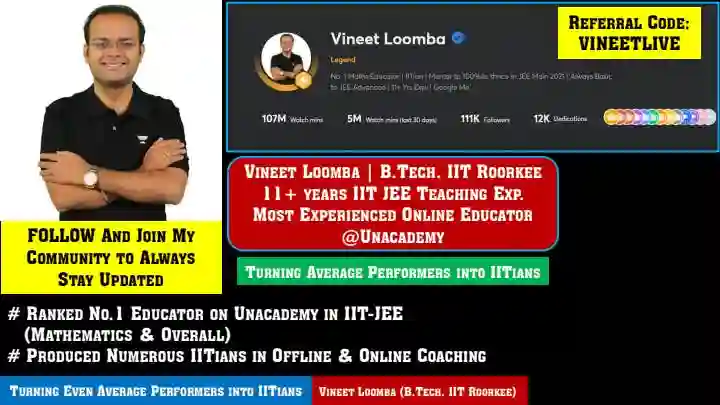 Vineet Loomba
Legend
No. 1 Maths Educator | IITian | Mentor to 100%ile
in JEE Main 2021 | Always Basic
to JEE Advanced | 11+ Yrs Exp | Google Me
107M Watch mins
5M Watch mins (last 30 days)
111K Followers
12K Dedications
Referral Code:
VINEETLIVE
Vineet Loomba | B.Tech. IIT Roorkee
11+ years IIT JEE Teaching Exp.
Most Experienced Online Educator
@Unacademy
FOLLOW And Join My
Community to Always
Stay Updated
Turning Average Performers into IITians
# Ranked No.1 Educator on Unacademy in IIT-JEE
(Mathematics & Overall)
# Produced Numerous IITians in Offline & Online Coaching
Turning Even Average Performers into IITians
Vineet Loomba (B.Tech. IIT Roorkee)